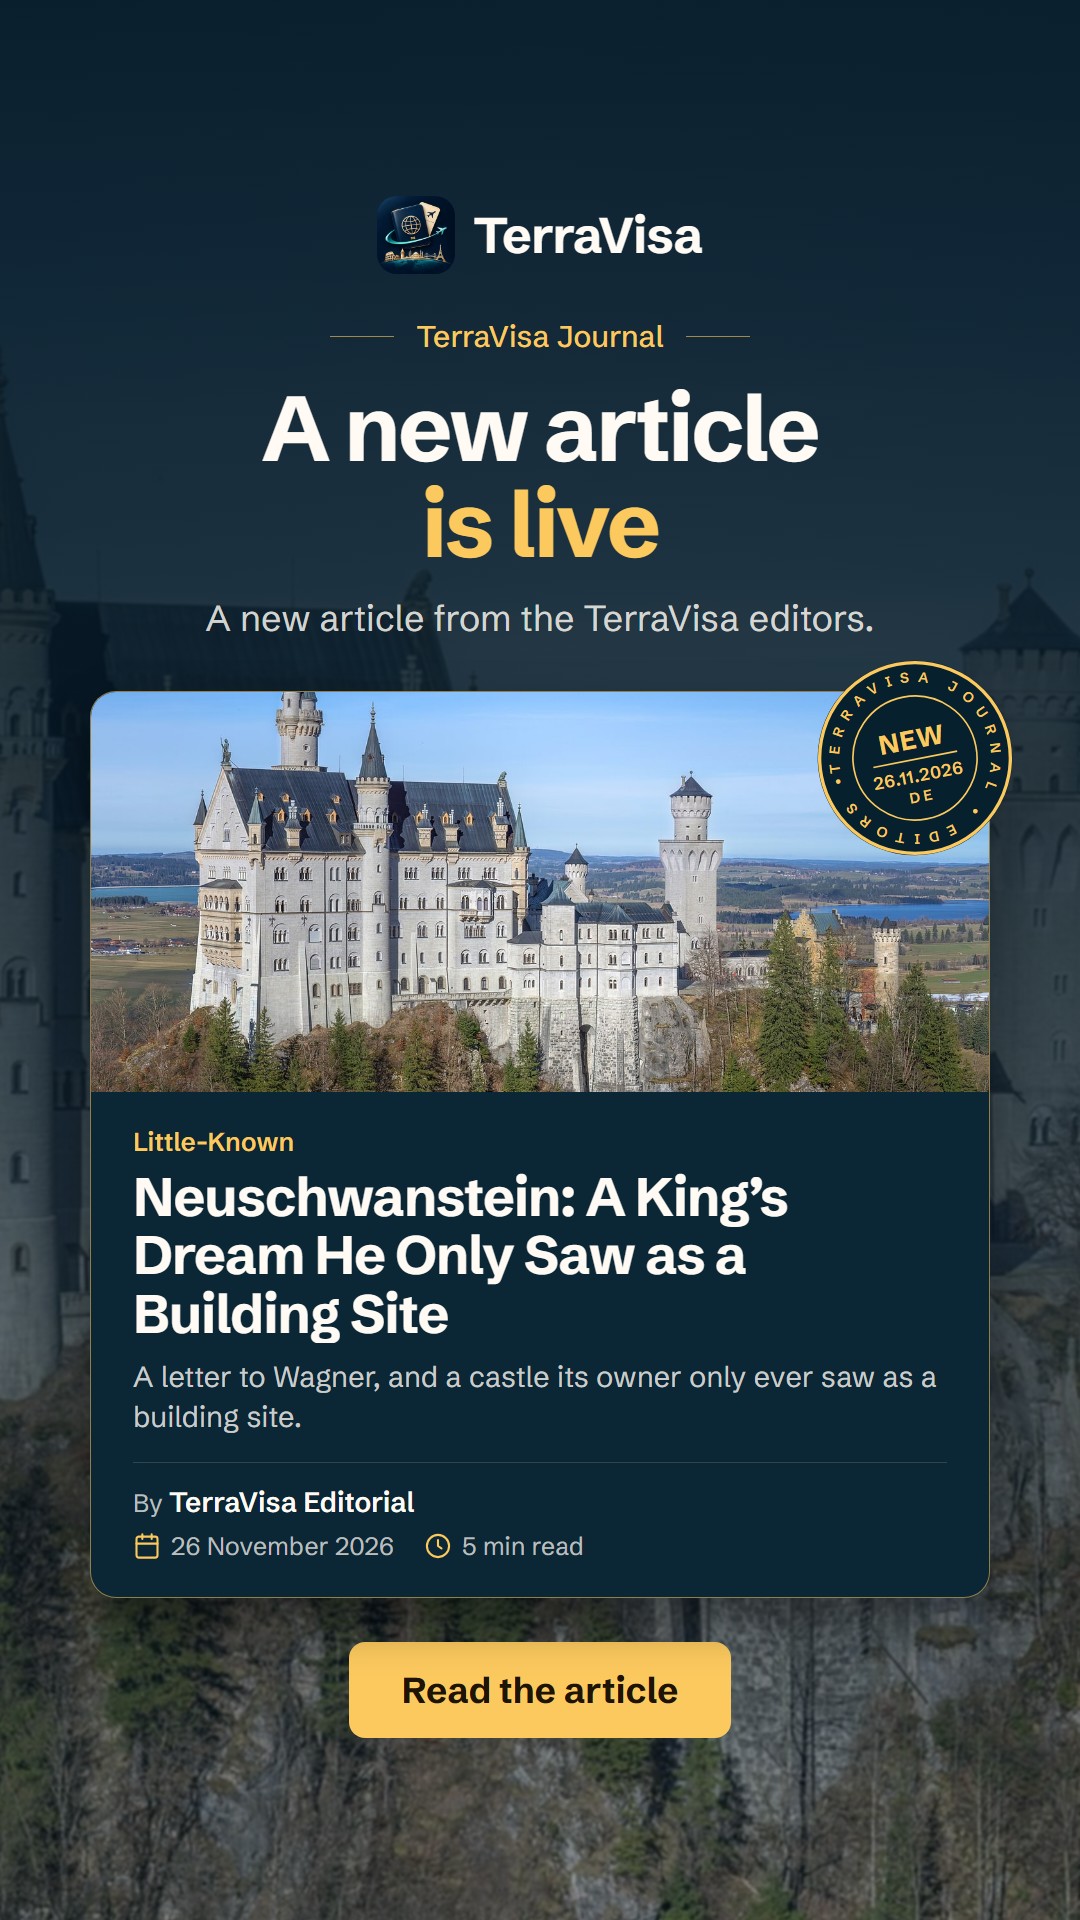 TerraVisa
TerraVisa Journal
A new article
is live
A new article from the TerraVisa editors.
TERRAVISA JOURNAL • EDITORS •
NEW
26.11.2026
DE
Little-Known
Neuschwanstein: A King’s
Dream He Only Saw as a
Building Site
A letter to Wagner, and a castle its owner only ever saw as a
building site.
By TerraVisa Editorial
26 November 2026 5 min read
Read the article